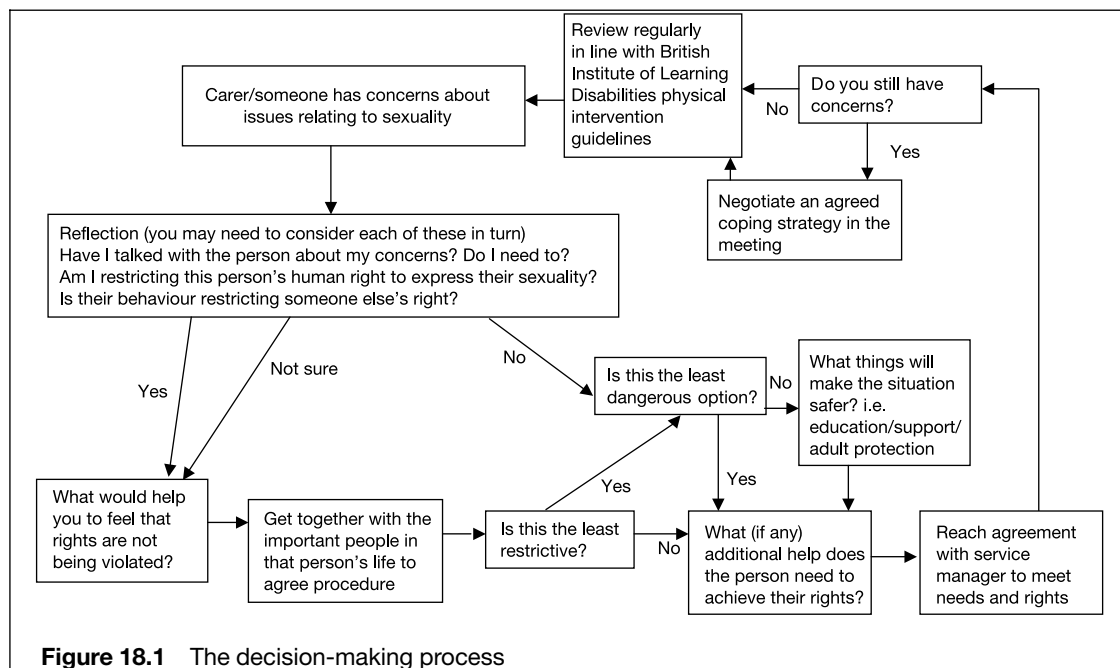 Carer/someone has concerns about
issues relating to sexuality
Review regularly
in line with British
Institute of Learning
Disabilities physical
intervention
guidelines
No
Do you still have
concerns?
Yes
Negotiate an agreed
coping strategy in the
meeting
Reflection (you may need to consider each of these in turn)
Have I talked with the person about my concerns? Do I need to?
Am I restricting this person's human right to express their sexuality?
Is their behaviour restricting someone else's right?
Yes
Not sure
No
Is this the least
dangerous option?
No
What things will
make the situation
safer? i.e.
education/support/
adult protection
Yes
Yes
What would help
you to feel that
rights are not
being violated?
Get together with the
important people in
that person's life to
agree procedure
Is this the least
restrictive?
No
What (if any)
additional help does
the person need to
achieve their rights?
Reach agreement
with service
manager to meet
needs and rights
Figure 18.1 The decision-making process